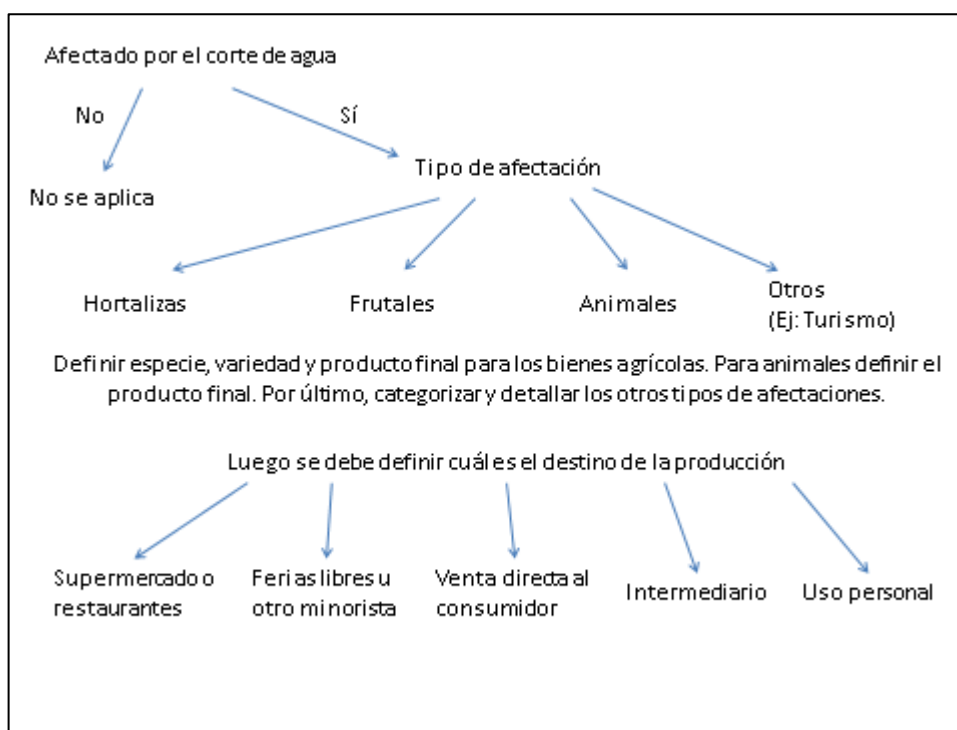 Afectado por el corte de agua
No
Sí
Tipo de afectación
No se aplica
Hortalizas
Frutales
Animales
Otros
(Ej: Turismo)
Definir especie, variedad y producto final para los bienes agrícolas. Para animales definir el
producto final. Por último, categorizar y detallar los otros tipos de afectaciones.
Luego se debe definir cuál es el destino de la producción
Supermercado o
restaurantes
Ferias libres u
otro minorista
Venta directa al
consumidor
Intermediario
Uso personal